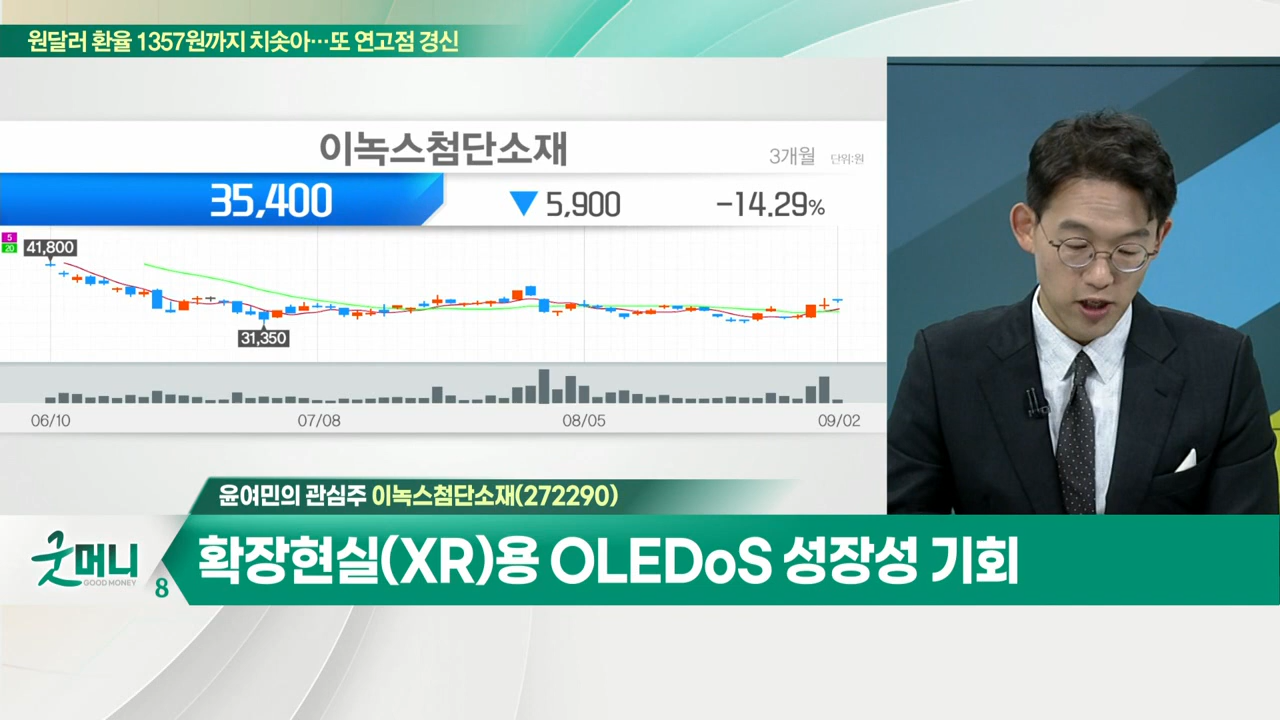 원달러 환율 1357원까지 치솟아…또 연고점 경신
이녹스첨단소재
3개월 단위:원
35,400 ▼ 5,900 -14.29%
5
20
41,800
31,350
06/10 07/08 08/05 09/02
윤여민의 관심주 이녹스첨단소재(272290)
굿머니
GOOD MONEY
8
확장현실(XR)용 OLEDoS 성장성 기회